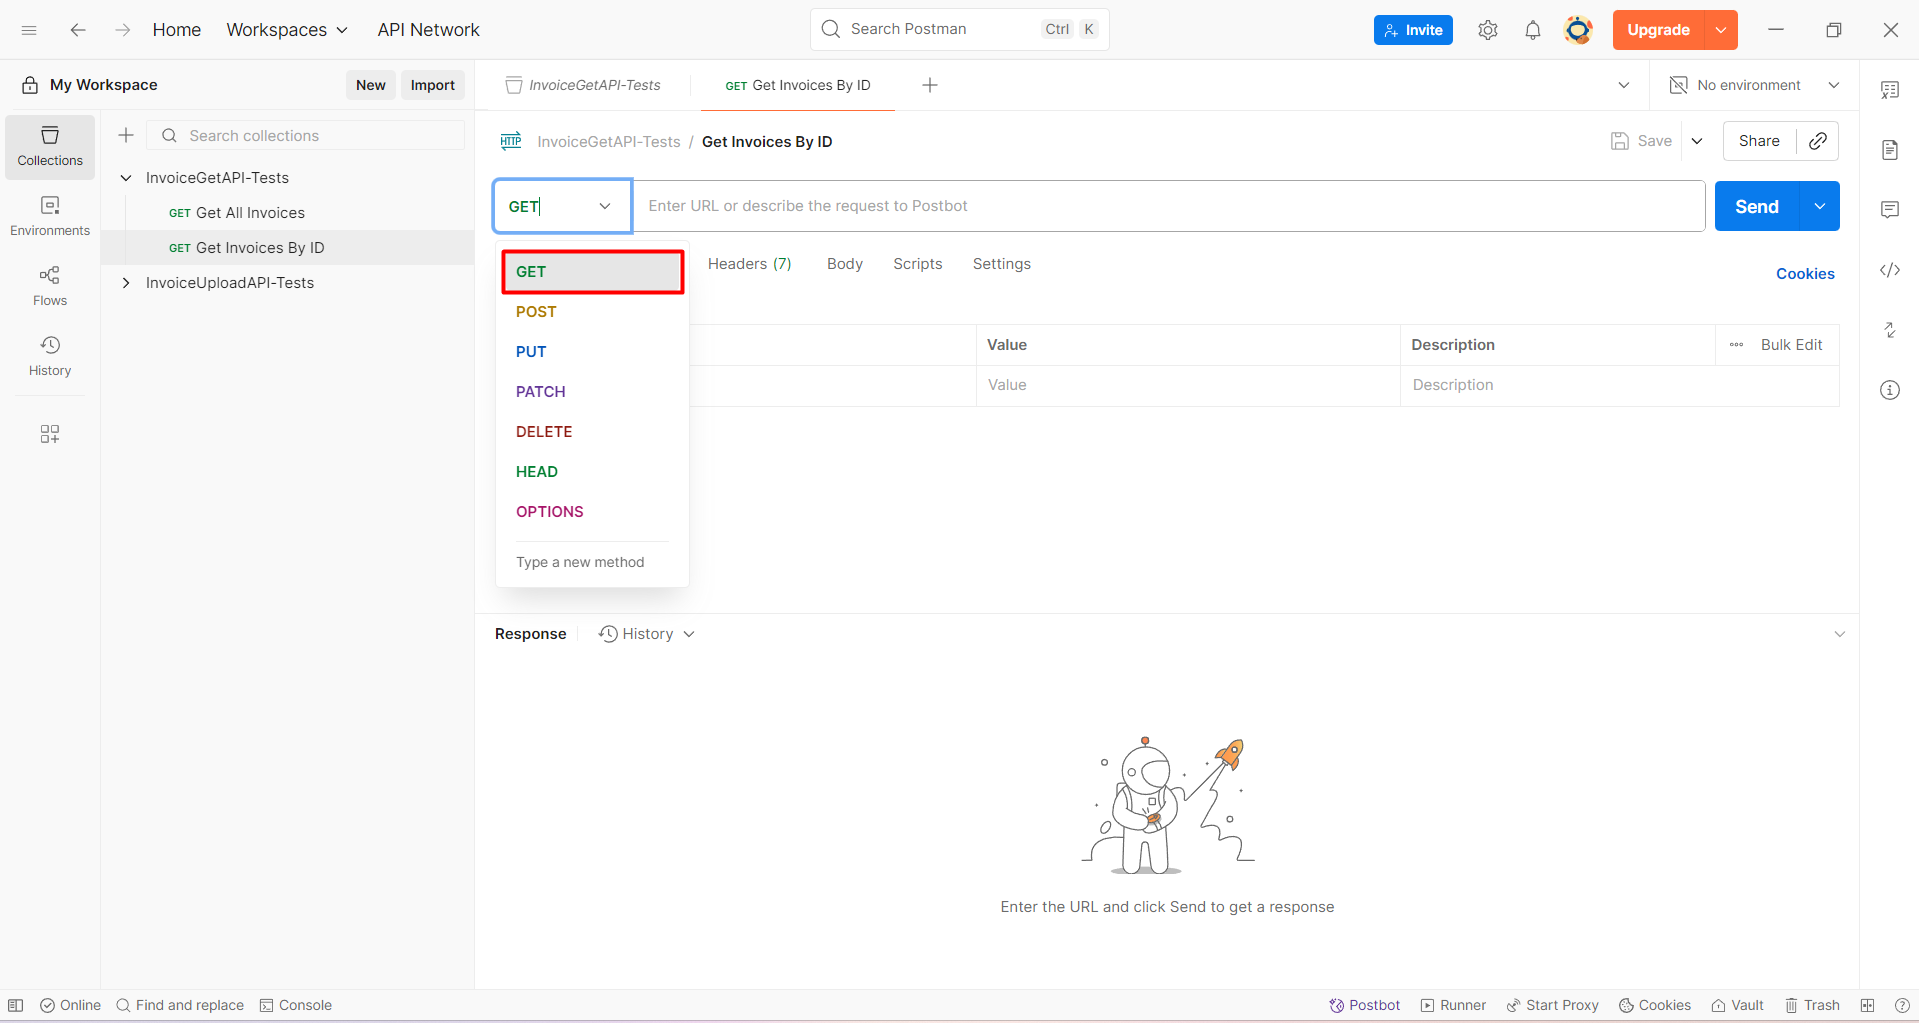 Home Workspaces API Network Search Postman Ctrl K Invite Upgrade
My Workspace New Import
InvoiceGetAPI-Tests GET Get Invoices By ID No environment
Collections
Search collections
HTTP InvoiceGetAPI-Tests / Get Invoices By ID Save Share
InvoiceGetAPI-Tests
GET Get All Invoices
GET Get Invoices By ID
InvoiceUploadAPI-Tests
Environments
Flows
History
GET Enter URL or describe the request to Postbot Send
Headers (7) Body Scripts Settings Cookies
GET
POST
PUT
PATCH
DELETE
HEAD
OPTIONS
Type a new method
Value Description Bulk Edit
Value Description
Response History
Enter the URL and click Send to get a response
Online Find and replace Console Postbot Runner Start Proxy Cookies Vault Trash